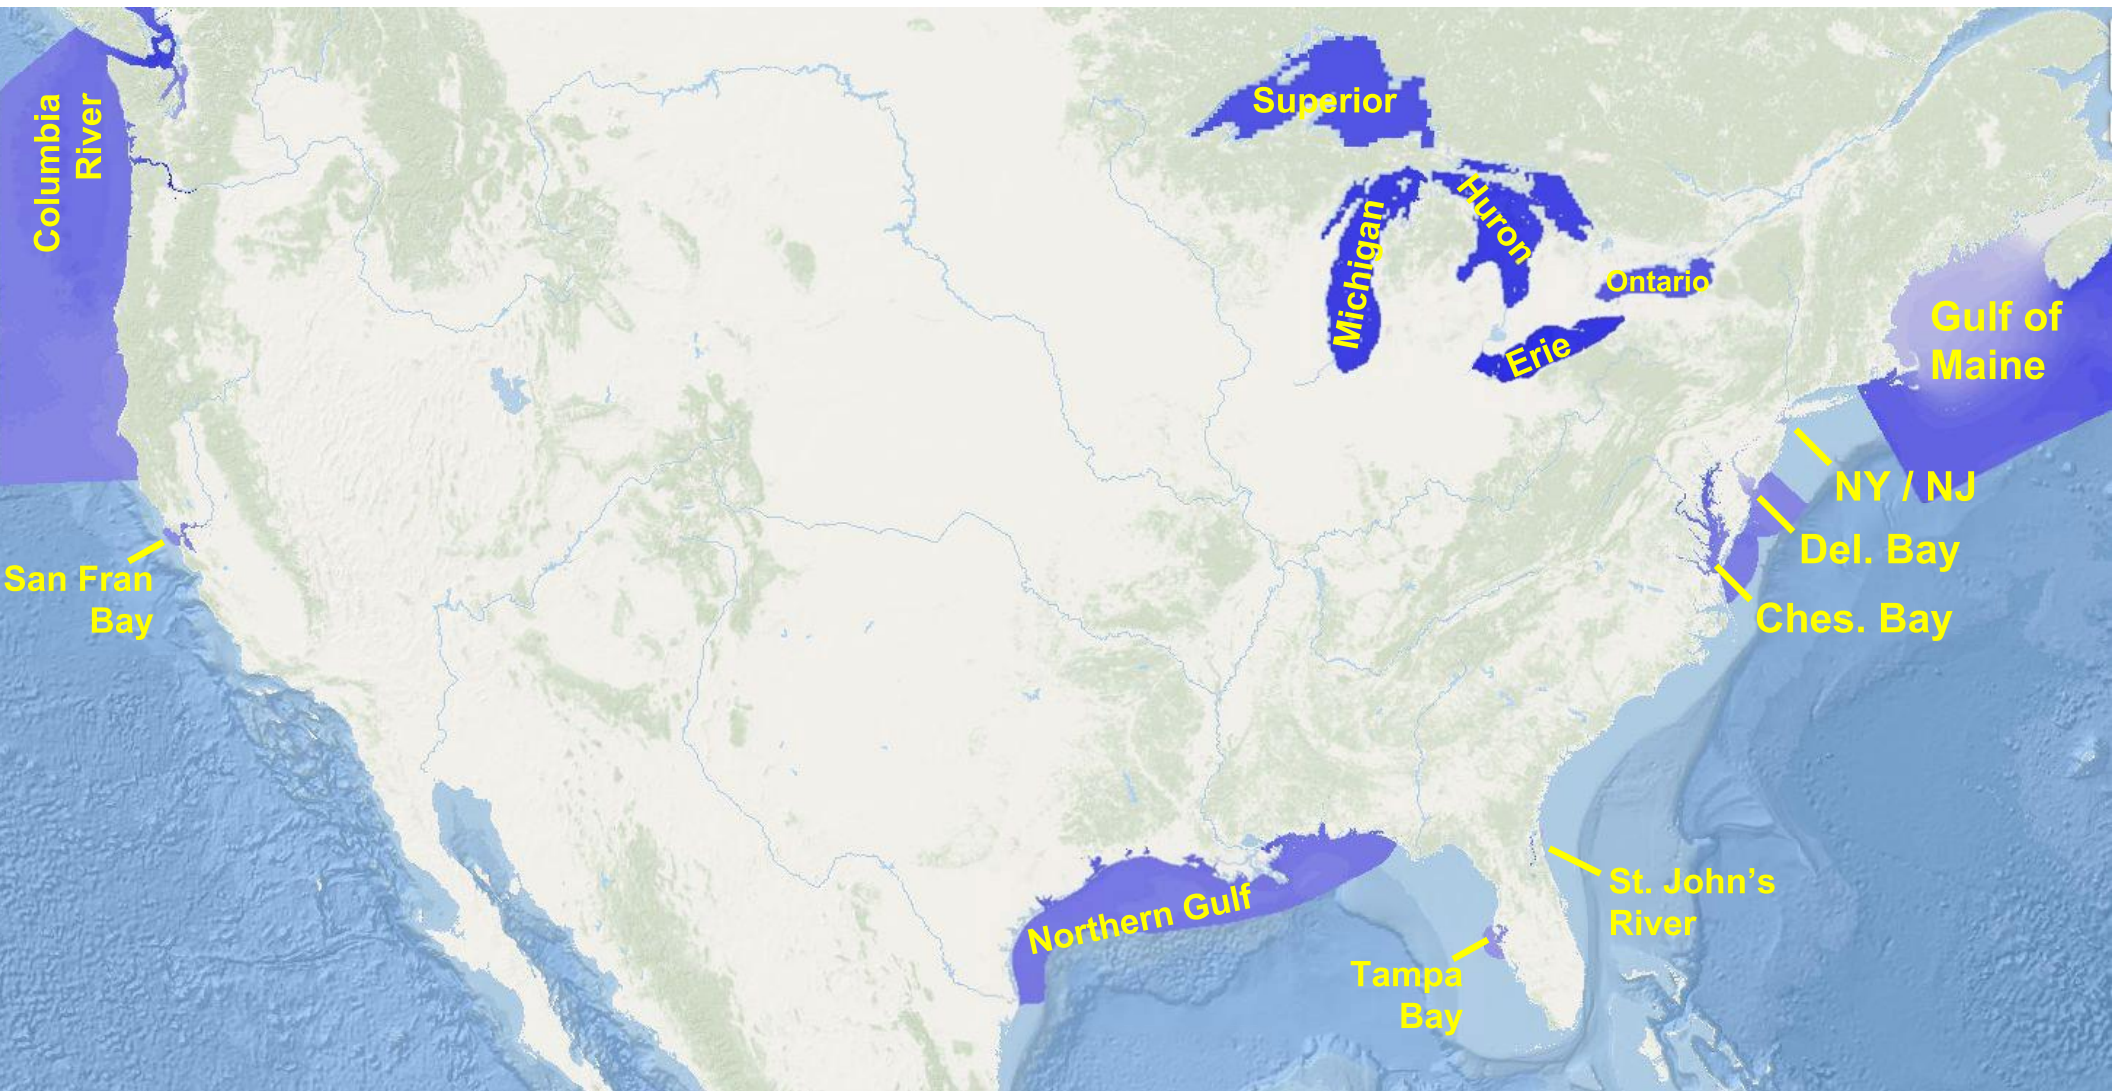 Columbia
River
Superior
Huron
Michigan
Ontario
Erie
Gulf of
Maine
NY / NJ
Del. Bay
Ches. Bay
San Fran
Bay
St. John’s
River
Northern Gulf
Tampa
Bay